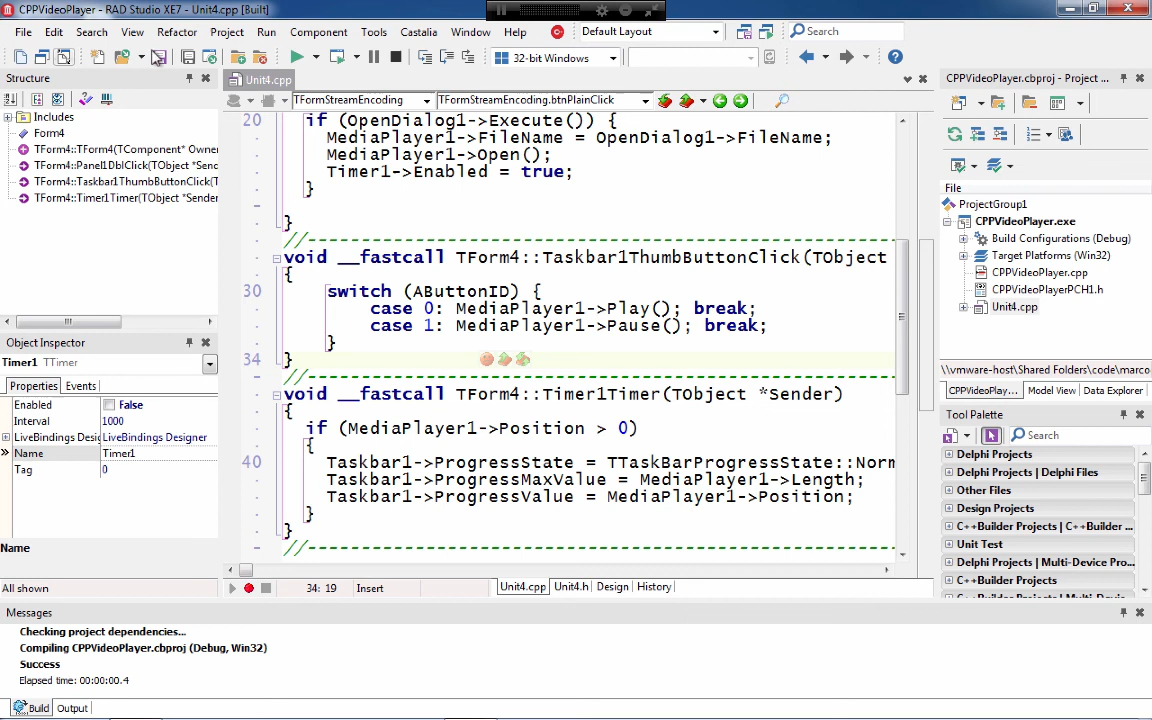 CPPVideoPlayer - RAD Studio XE7 - Unit4.cpp [Built]
File Edit Search View Refactor Project Run Component Tools Castalia Window Help
Default Layout
Search
32-bit Windows
Structure
Includes
Form4
TForm4::TForm4(TComponent* Owner
TForm4::Panel1DblClick(TObject *Send
TForm4::Taskbar1ThumbButtonClick(T
TForm4::Timer1Timer(TObject *Sender
Object Inspector
Timer1 TTimer
Properties Events
Enabled False
Interval 1000
LiveBindings Desi LiveBindings Designer
Name Timer1
Tag 0
Name
All shown
Unit4.cpp
TFormStreamEncoding TFormStreamEncoding.btnPlainClick
20 if (OpenDialog1->Execute()) {
MediaPlayer1->FileName = OpenDialog1->FileName;
MediaPlayer1->Open();
Timer1->Enabled = true;
}
}
//-------------------------------------------------------
void __fastcall TForm4::Taskbar1ThumbButtonClick(TObject
{
30 switch (AButtonID) {
case 0: MediaPlayer1->Play(); break;
case 1: MediaPlayer1->Pause(); break;
}
34 }
//-------------------------------------------------------
void __fastcall TForm4::Timer1Timer(TObject *Sender)
{
if (MediaPlayer1->Position > 0)
{
40 Taskbar1->ProgressState = TTaskBarProgressState::Norm
Taskbar1->ProgressMaxValue = MediaPlayer1->Length;
Taskbar1->ProgressValue = MediaPlayer1->Position;
}
}
//-------------------------------------------------------
34: 19 Insert Unit4.cpp Unit4.h Design History
CPPVideoPlayer.cbproj - Project ...
File
ProjectGroup1
CPPVideoPlayer.exe
Build Configurations (Debug)
Target Platforms (Win32)
CPPVideoPlayer.cpp
CPPVideoPlayerPCH1.h
Unit4.cpp
\\vmware-host\Shared Folders\code\marco
CPPVideoPlay... Model View Data Explorer
Tool Palette
Search
Delphi Projects
Delphi Projects | Delphi Files
Other Files
Design Projects
C++Builder Projects | C++Builder ...
Unit Test
Delphi Projects | Multi-Device Pro...
C++Builder Projects
C++Builder Projects | Multi-Device
Messages
Checking project dependencies...
Compiling CPPVideoPlayer.cbproj (Debug, Win32)
Success
Elapsed time: 00:00:00.4
Build Output